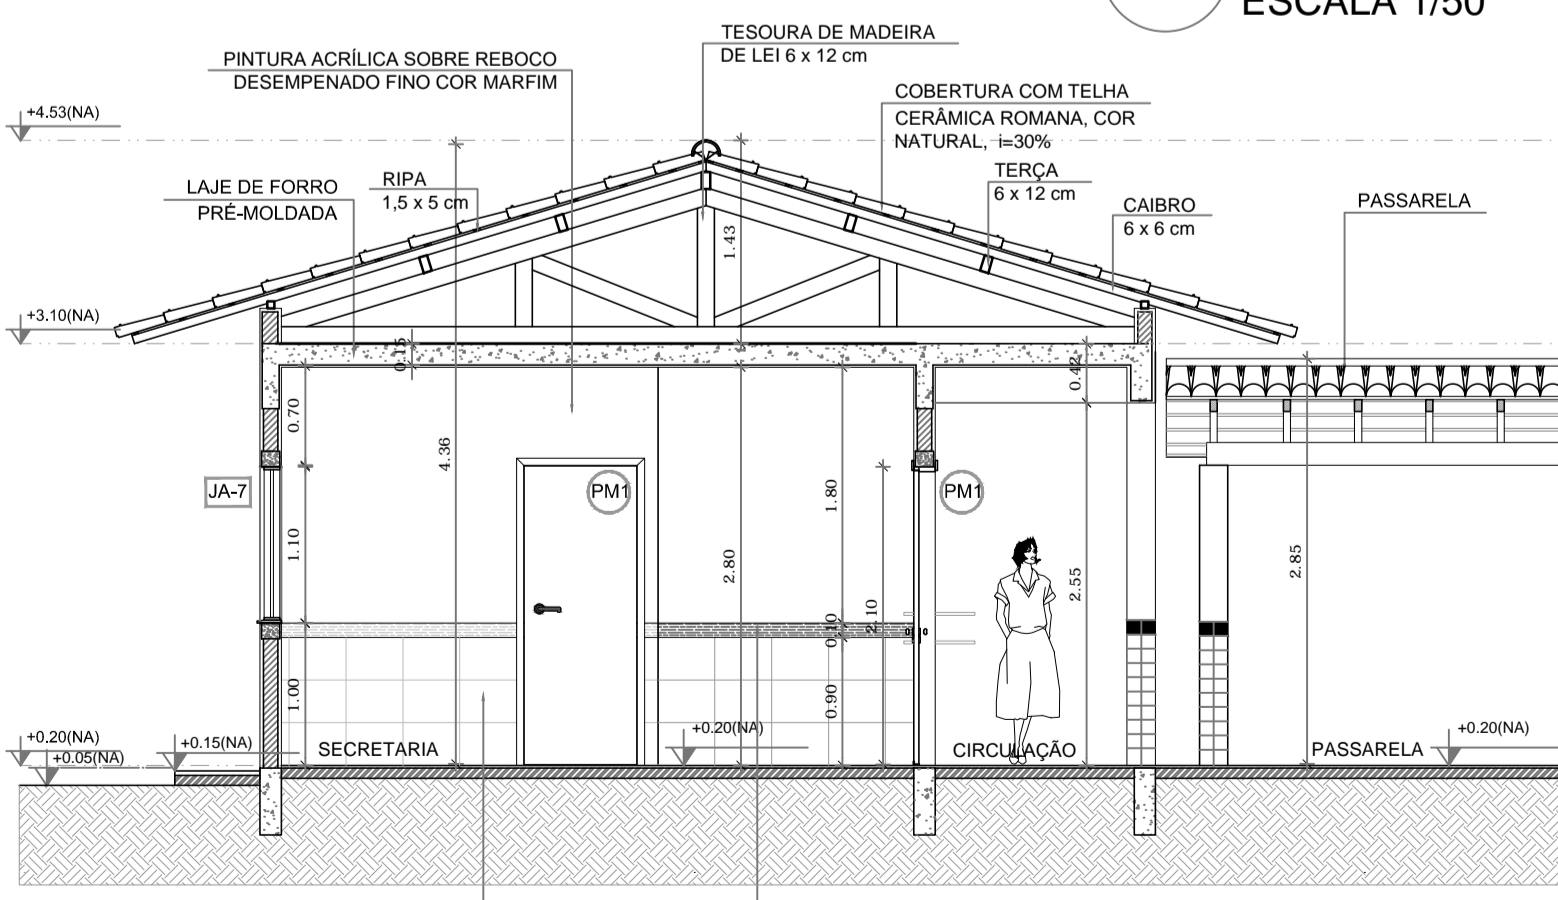 ESCALA 1/50
TESOURA DE MADEIRA
DE LEI 6 x 12 cm
PINTURA ACRÍLICA SOBRE REBOCO
DESEMPENADO FINO COR MARFIM
COBERTURA COM TELHA
CERÂMICA ROMANA, COR
NATURAL, i=30%
+4.53(NA)
TERÇA
6 x 12 cm
RIPA
1,5 x 5 cm
LAJE DE FORRO
PRÉ-MOLDADA
CAIBRO
6 x 6 cm
PASSARELA
1.43
+3.10(NA)
0.15
0.42
0.70
4.36
JA-7
PM1
PM1
1.80
1.10
2.80
2.10
2.55
2.85
0.10
1.00
0.90
+0.20(NA)
+0.05(NA)
+0.15(NA)
SECRETARIA
+0.20(NA)
CIRCULAÇÃO
PASSARELA
+0.20(NA)